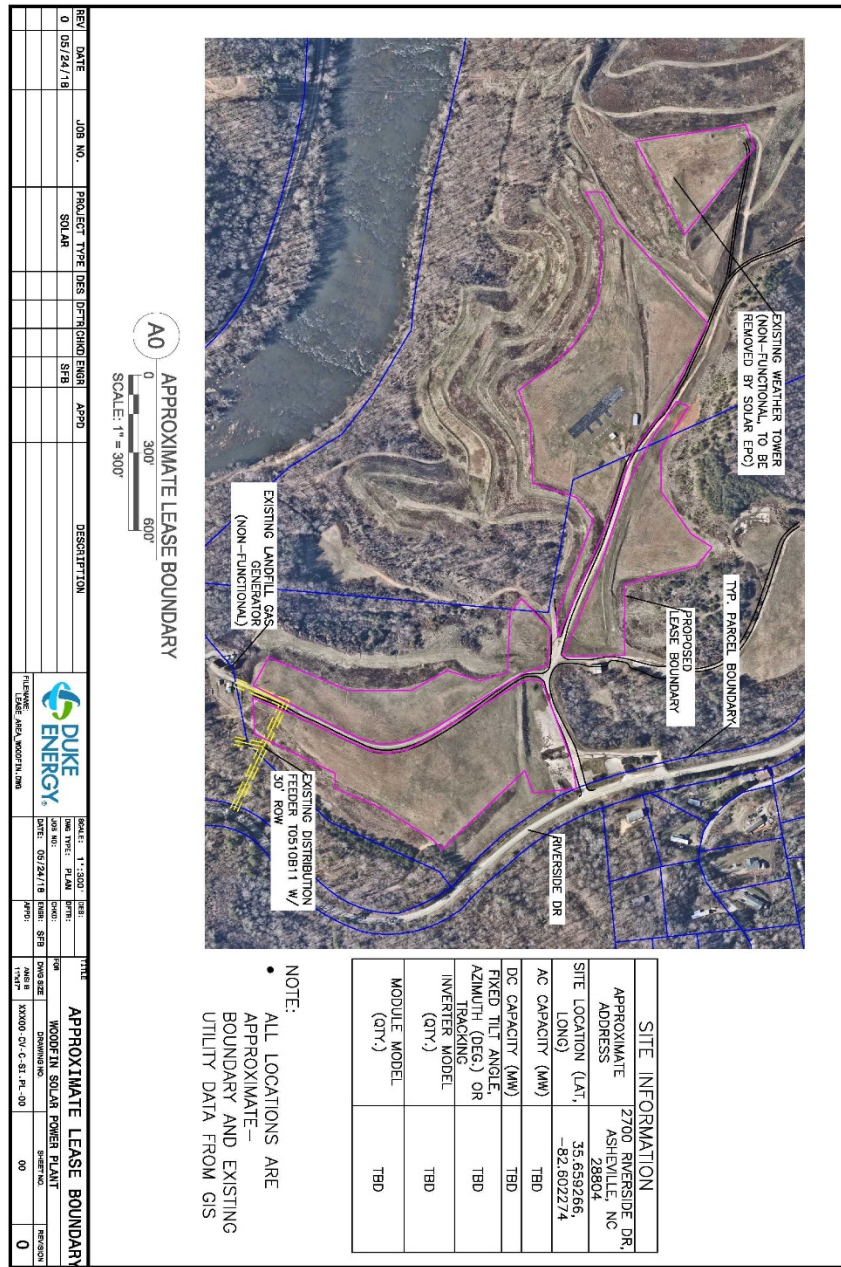 EXISTING WEATHER TOWER
(NON-FUNCTIONAL, TO BE
REMOVED BY SOLAR EPC)
TYP. PARCEL BOUNDARY
PROPOSED
LEASE BOUNDARY
RIVERSIDE DR
EXISTING DISTRIBUTION
FEEDER T0510B11 W/
30' ROW
EXISTING LANDFILL GAS
GENERATOR
(NON-FUNCTIONAL)
A0
APPROXIMATE LEASE BOUNDARY
0 300' 600'
SCALE: 1" = 300'
SITE INFORMATION
APPROXIMATE
ADDRESS
2700 RIVERSIDE DR,
ASHEVILLE, NC
28804
SITE LOCATION (LAT,
LONG)
35.659266,
-82.602274
AC CAPACITY (MW)
TBD
DC CAPACITY (MW)
TBD
FIXED TILT ANGLE,
AZIMUTH (DEG.) OR
TRACKING
TBD
INVERTER MODEL
(QTY.)
TBD
MODULE MODEL
(QTY.)
TBD
NOTE:
• ALL LOCATIONS ARE
APPROXIMATE-
BOUNDARY AND EXISTING
UTILITY DATA FROM GIS
REV DATE JOB NO. PROJECT TYPE DES DFTR CHKD ENGR APPD DESCRIPTION
0 05/24/18 SOLAR SFB
DUKE
ENERGY®
FILENAME:
LEASE_AREA_WOODFIN.DWG
SCALE: 1":300' DES:
DWG TYPE: PLAN DFTR:
JOB NO: CHKD:
DATE: 05/24/18 ENGR: SFB
APPD:
TITLE
APPROXIMATE LEASE BOUNDARY
FOR
WOODFIN SOLAR POWER PLANT
DWG SIZE DRAWING NO. SHEET NO. REVISION
ANSI B
11"x17"
XXX00-CV-C-SI.PL-00 00 0